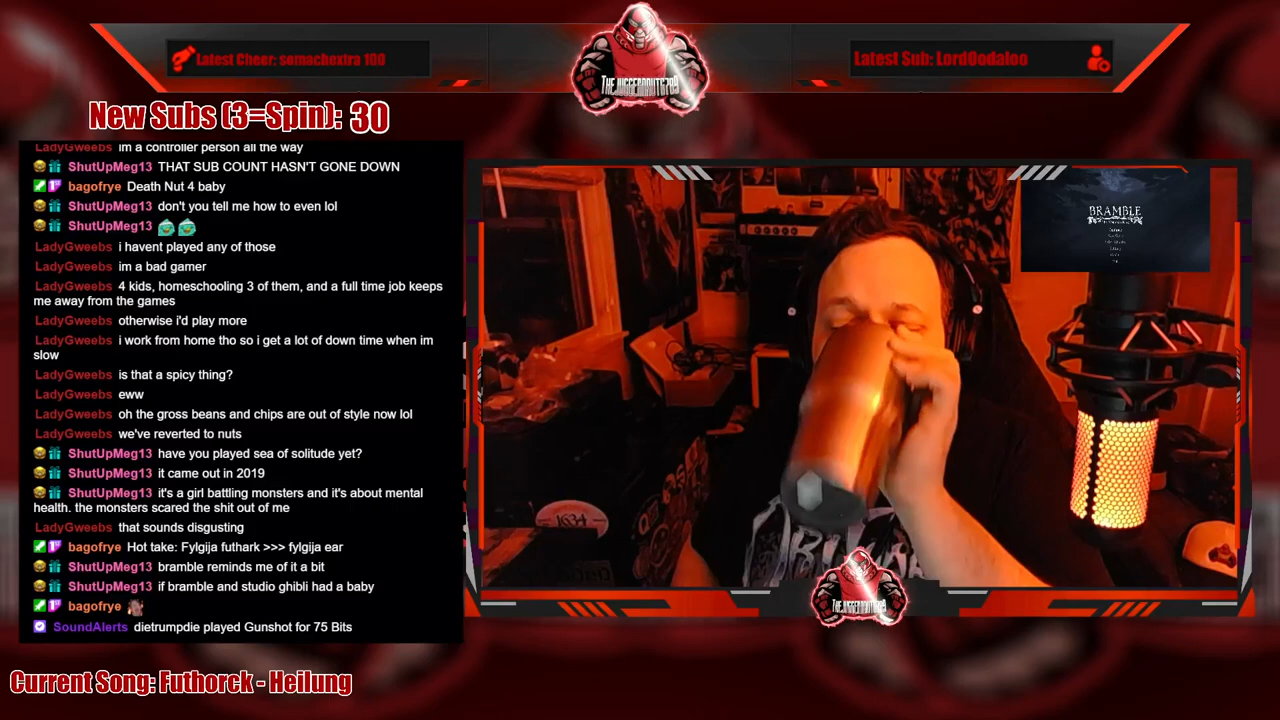 Latest Cheer: somachextra 100
THEJUGGERNAUT6789
Latest Sub: LordOodaloo
New Subs (3=Spin): 30
LadyGweebs im a controller person all the way
ShutUpMeg13 THAT SUB COUNT HASN'T GONE DOWN
bagofrye Death Nut 4 baby
ShutUpMeg13 don't you tell me how to even lol
ShutUpMeg13
LadyGweebs i havent played any of those
LadyGweebs im a bad gamer
LadyGweebs 4 kids, homeschooling 3 of them, and a full time job keeps
me away from the games
LadyGweebs otherwise i'd play more
LadyGweebs i work from home tho so i get a lot of down time when im
slow
LadyGweebs is that a spicy thing?
LadyGweebs eww
LadyGweebs oh the gross beans and chips are out of style now lol
LadyGweebs we've reverted to nuts
ShutUpMeg13 have you played sea of solitude yet?
ShutUpMeg13 it came out in 2019
ShutUpMeg13 it's a girl battling monsters and it's about mental
health. the monsters scared the shit out of me
LadyGweebs that sounds disgusting
bagofrye Hot take: Fylgija futhark >>> fylgija ear
ShutUpMeg13 bramble reminds me of it a bit
ShutUpMeg13 if bramble and studio ghibli had a baby
bagofrye
SoundAlerts dietrumpdie played Gunshot for 75 Bits
BRAMBLE
Current Song: Futhorck - Heilung